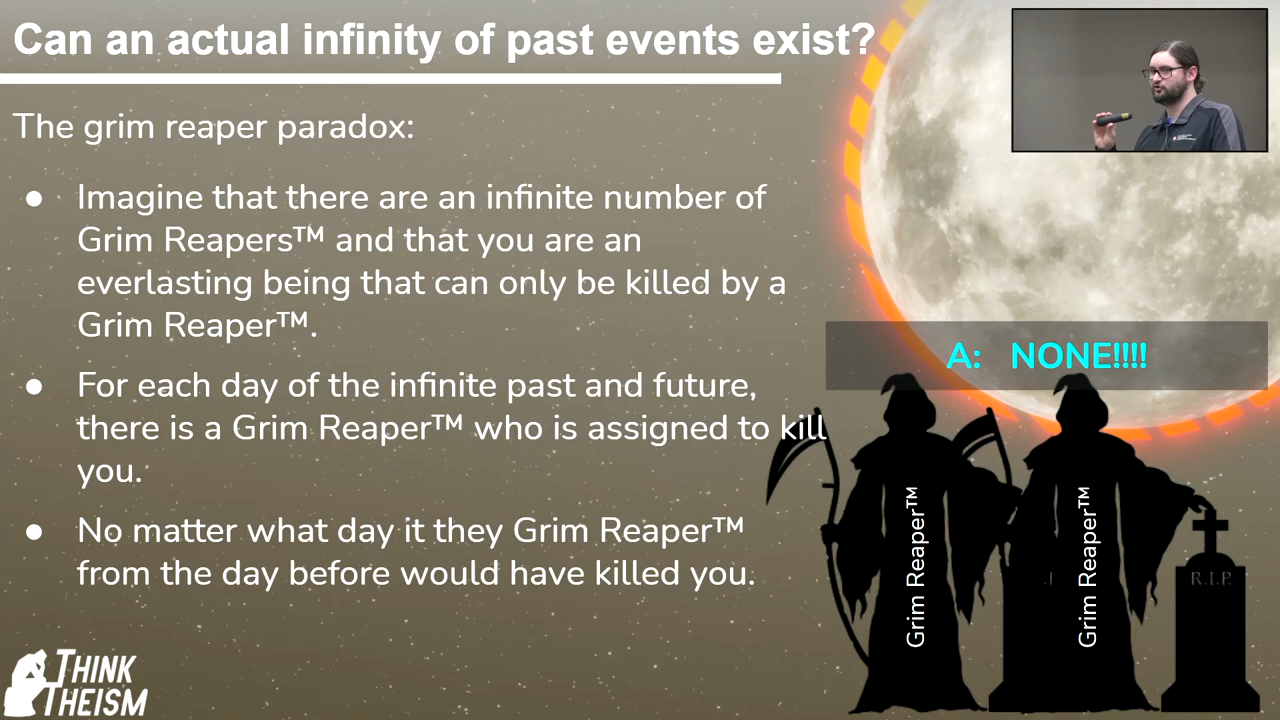 Can an actual infinity of past events exist?
The grim reaper paradox:
● Imagine that there are an infinite number of
Grim Reapers™ and that you are an
everlasting being that can only be killed by a
Grim Reaper™.
● For each day of the infinite past and future,
there is a Grim Reaper™ who is assigned to kill
you.
● No matter what day it they Grim Reaper™
from the day before would have killed you.
A: NONE!!!!
Grim Reaper™
Grim Reaper™
R.I.P.
THINK
THEISM